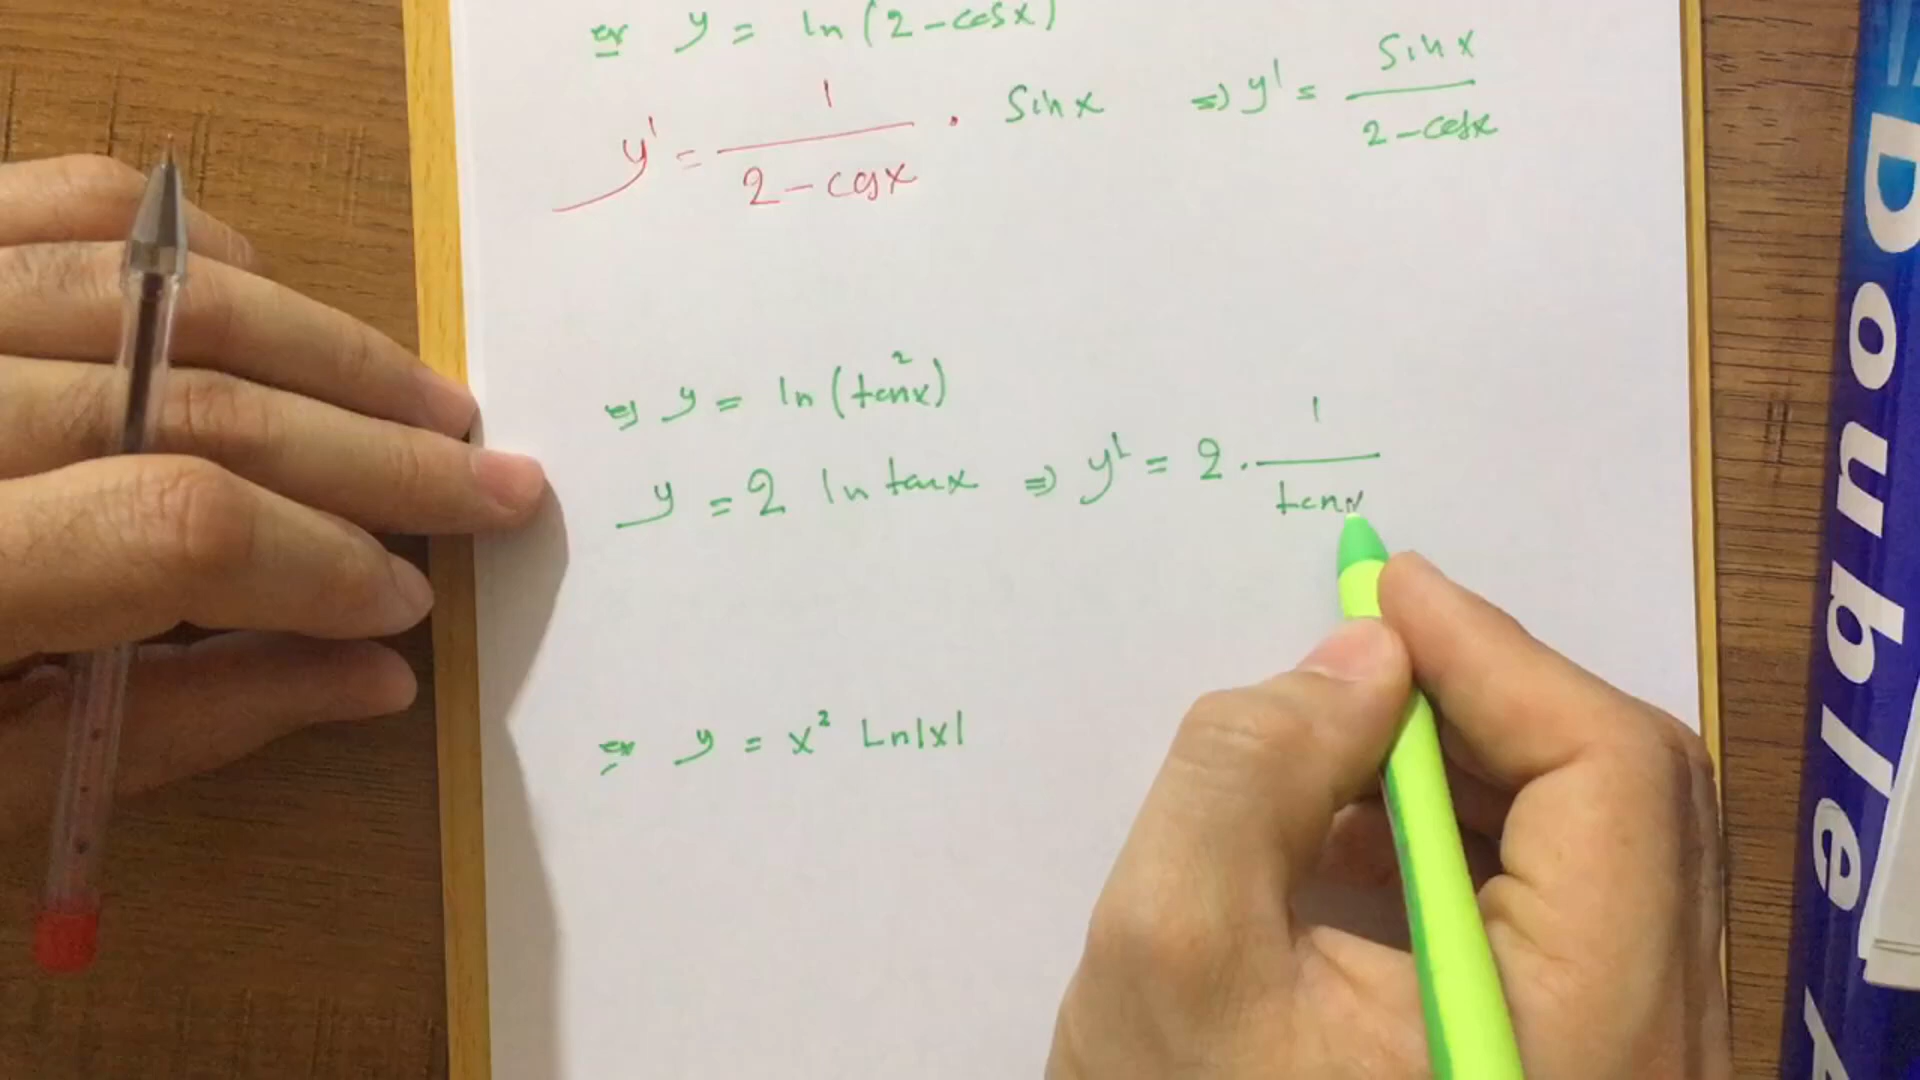 ex y = ln(2-cosx)
y' = 1/(2-cosx) . Sinx ⇒ y' = Sinx/(2-cosx)
ex y = ln(tan²x)
y = 2 ln tanx ⇒ y' = 2 . 1/tanx
ex y = x² Ln|x|
Double A